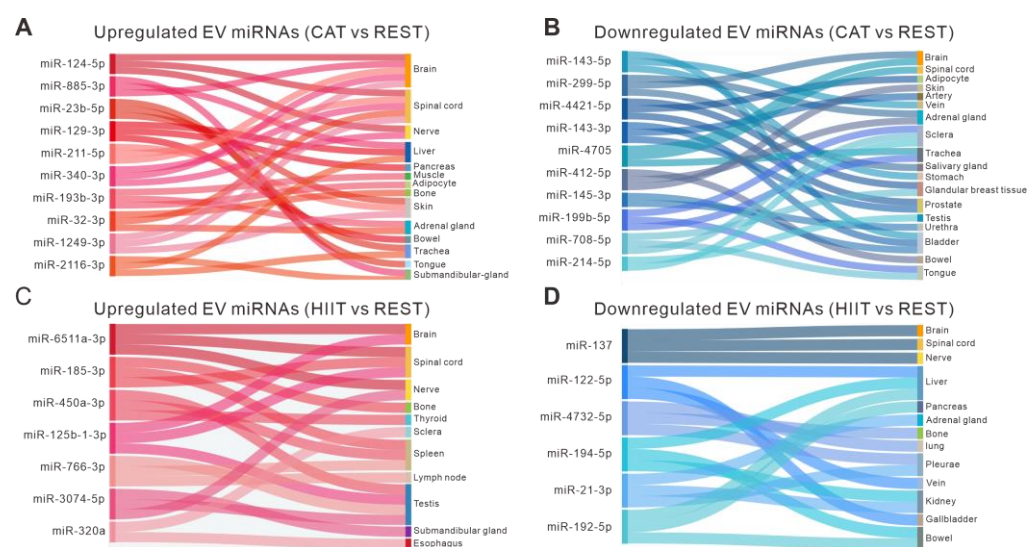 A
Upregulated EV miRNAs (CAT vs REST)
miR-124-5p
miR-885-3p
miR-23b-5p
miR-129-3p
miR-211-5p
miR-340-3p
miR-193b-3p
miR-32-3p
miR-1249-3p
miR-2116-3p
Brain
Spinal cord
Nerve
Liver
Pancreas
Muscle
Adipocyte
Bone
Skin
Adrenal gland
Bowel
Trachea
Tongue
Submandibular-gland
B
Downregulated EV miRNAs (CAT vs REST)
miR-143-5p
miR-299-5p
miR-4421-5p
miR-143-3p
miR-4705
miR-412-5p
miR-145-3p
miR-199b-5p
miR-708-5p
miR-214-5p
Brain
Spinal cord
Adipocyte
Skin
Artery
Vein
Adrenal gland
Sclera
Trachea
Salivary gland
Stomach
Glandular breast tissue
Prostate
Testis
Urethra
Bladder
Bowel
Tongue
C
Upregulated EV miRNAs (HIIT vs REST)
miR-6511a-3p
miR-185-3p
miR-450a-3p
miR-125b-1-3p
miR-766-3p
miR-3074-5p
miR-320a
Brain
Spinal cord
Nerve
Bone
Thyroid
Sclera
Spleen
Lymph node
Testis
Submandibular gland
Esophagus
D
Downregulated EV miRNAs (HIIT vs REST)
miR-137
miR-122-5p
miR-4732-5p
miR-194-5p
miR-21-3p
miR-192-5p
Brain
Spinal cord
Nerve
Liver
Pancreas
Adrenal gland
Bone
lung
Pleurae
Vein
Kidney
Gallbladder
Bowel